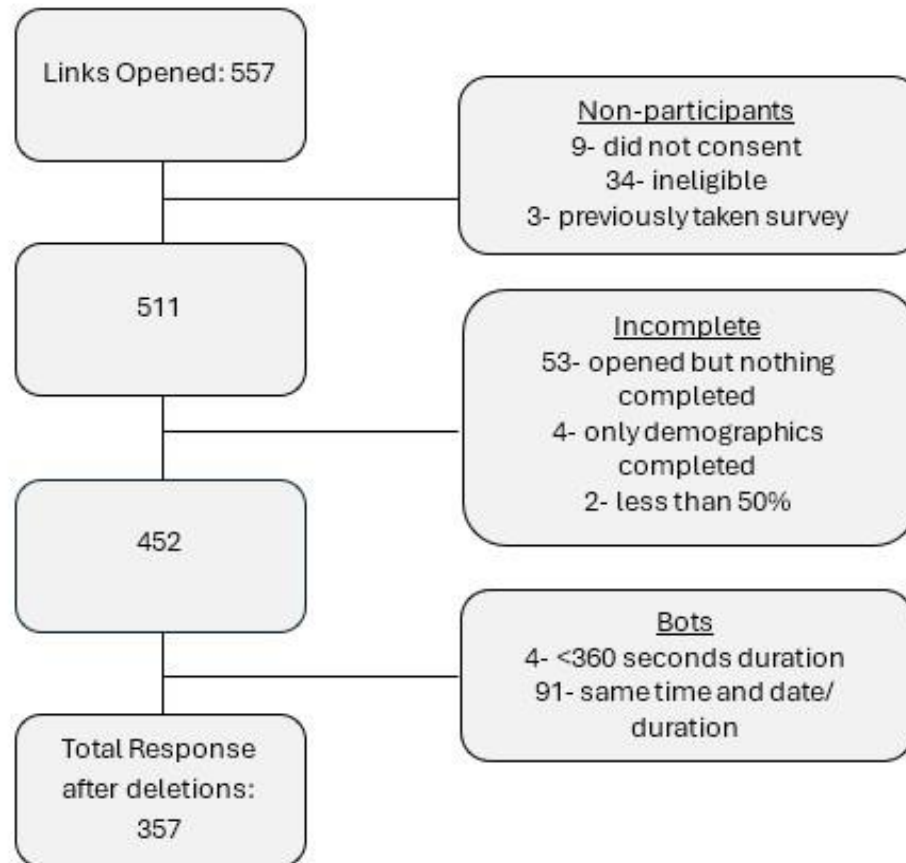 Links Opened: 557
Non-participants
9- did not consent
34- ineligible
3- previously taken survey
511
Incomplete
53- opened but nothing
completed
4- only demographics
completed
2- less than 50%
452
Bots
4- <360 seconds duration
91- same time and date/
duration
Total Response
after deletions:
357